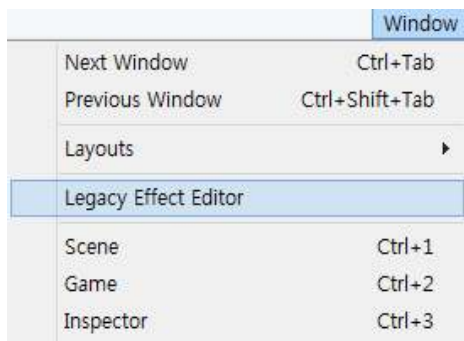 Window
Next Window Ctrl+Tab
Previous Window Ctrl+Shift+Tab
Layouts
Legacy Effect Editor
Scene Ctrl+1
Game Ctrl+2
Inspector Ctrl+3